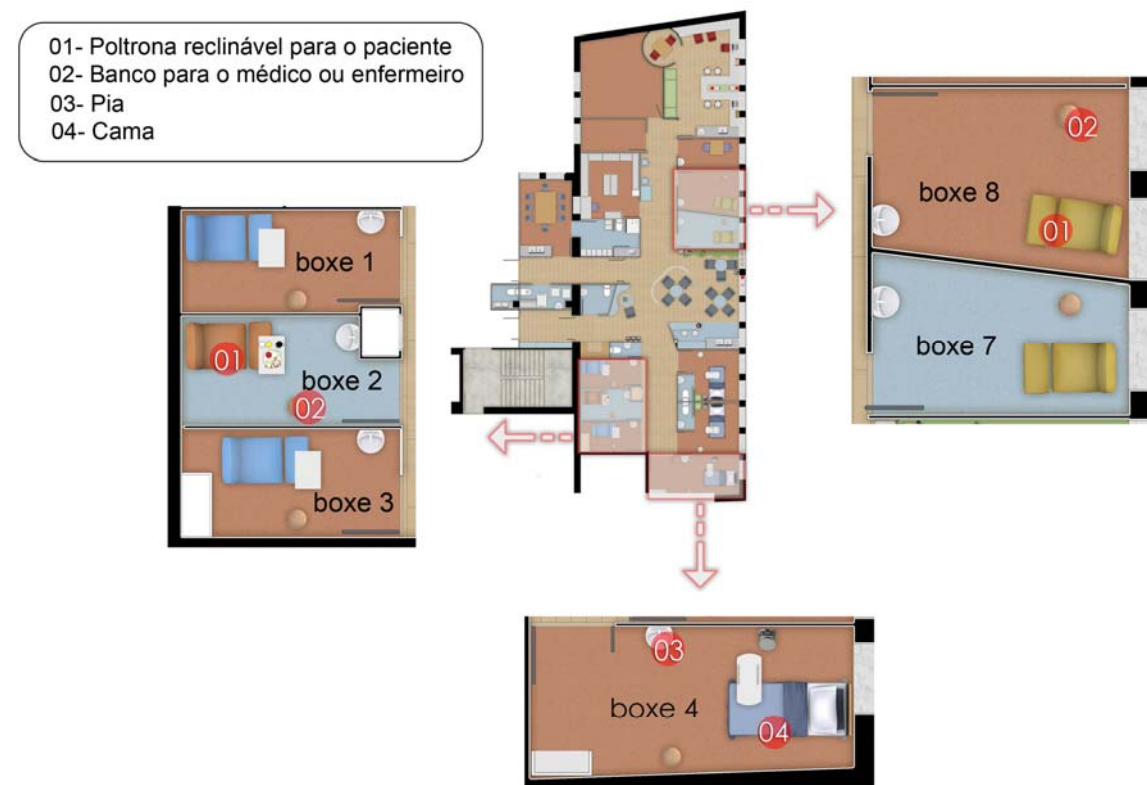 01- Poltrona reclinável para o paciente
02- Banco para o médico ou enfermeiro
03- Pia
04- Cama
02
boxe 8
01
boxe 7
boxe 1
01
boxe 2
02
boxe 3
03
boxe 4
04